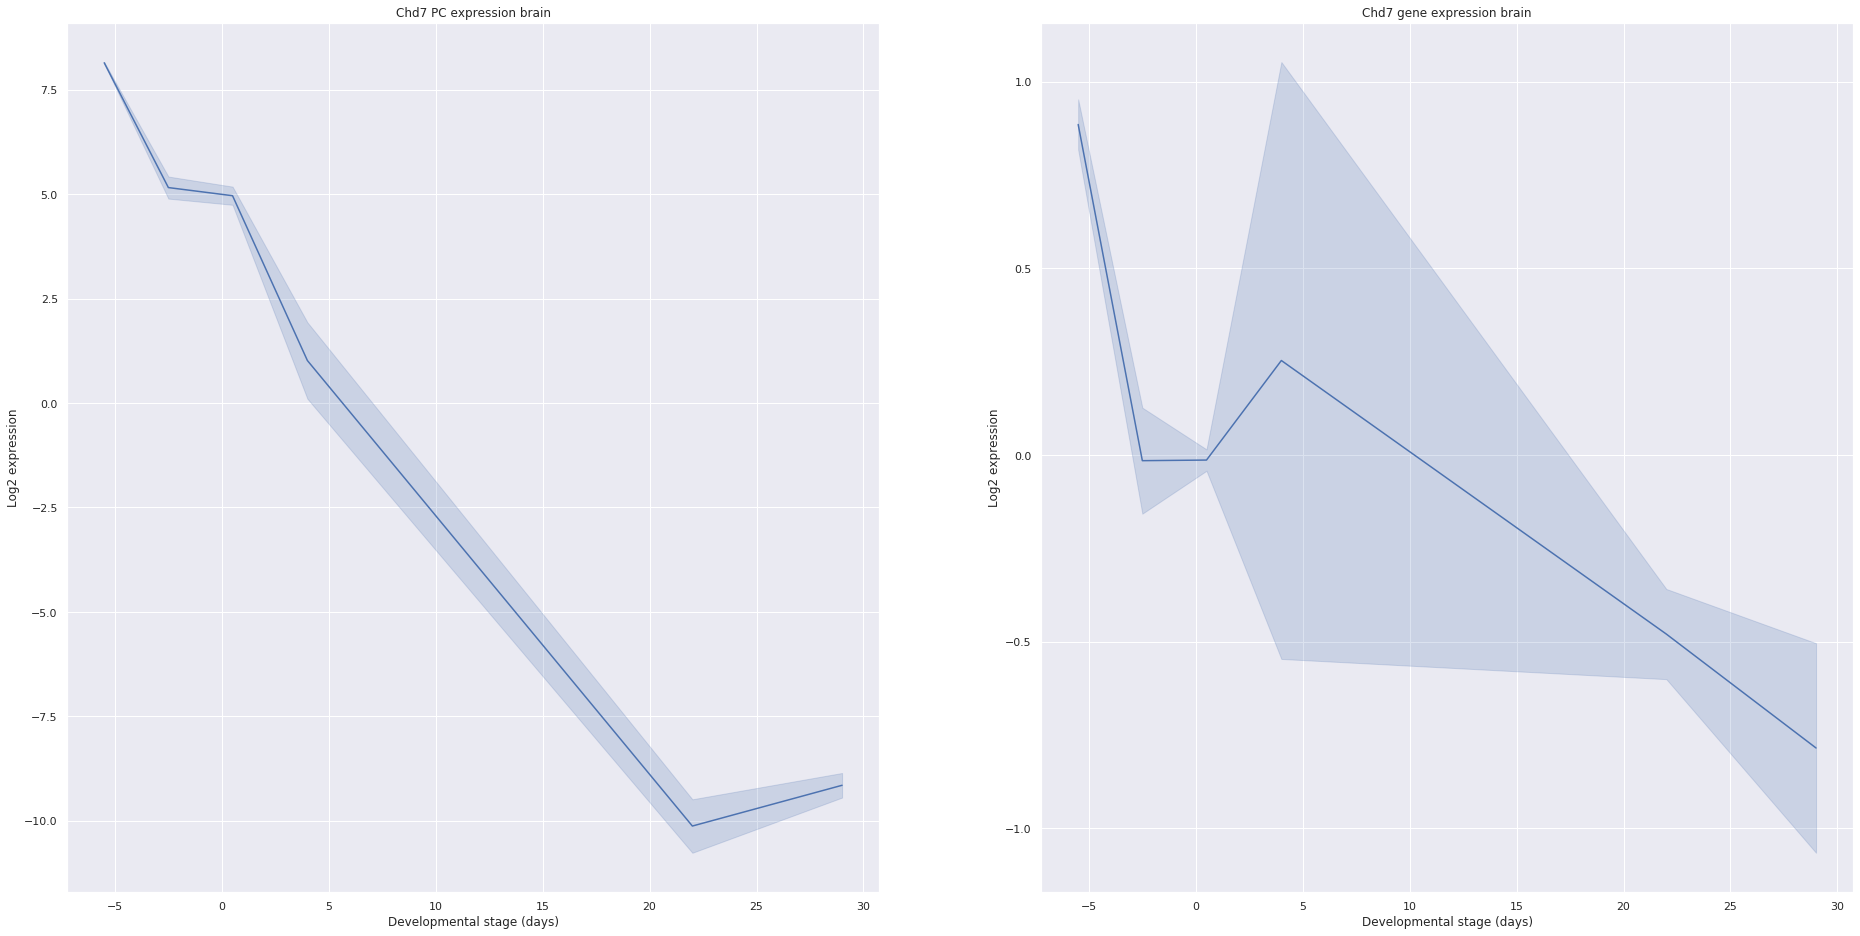 Chd7 PC expression brain
Log2 expression
7.5
5.0
2.5
0.0
−2.5
−5.0
−7.5
−10.0
−5 0 5 10 15 20 25 30
Developmental stage (days)
Chd7 gene expression brain
Log2 expression
1.0
0.5
0.0
−0.5
−1.0
−5 0 5 10 15 20 25 30
Developmental stage (days)